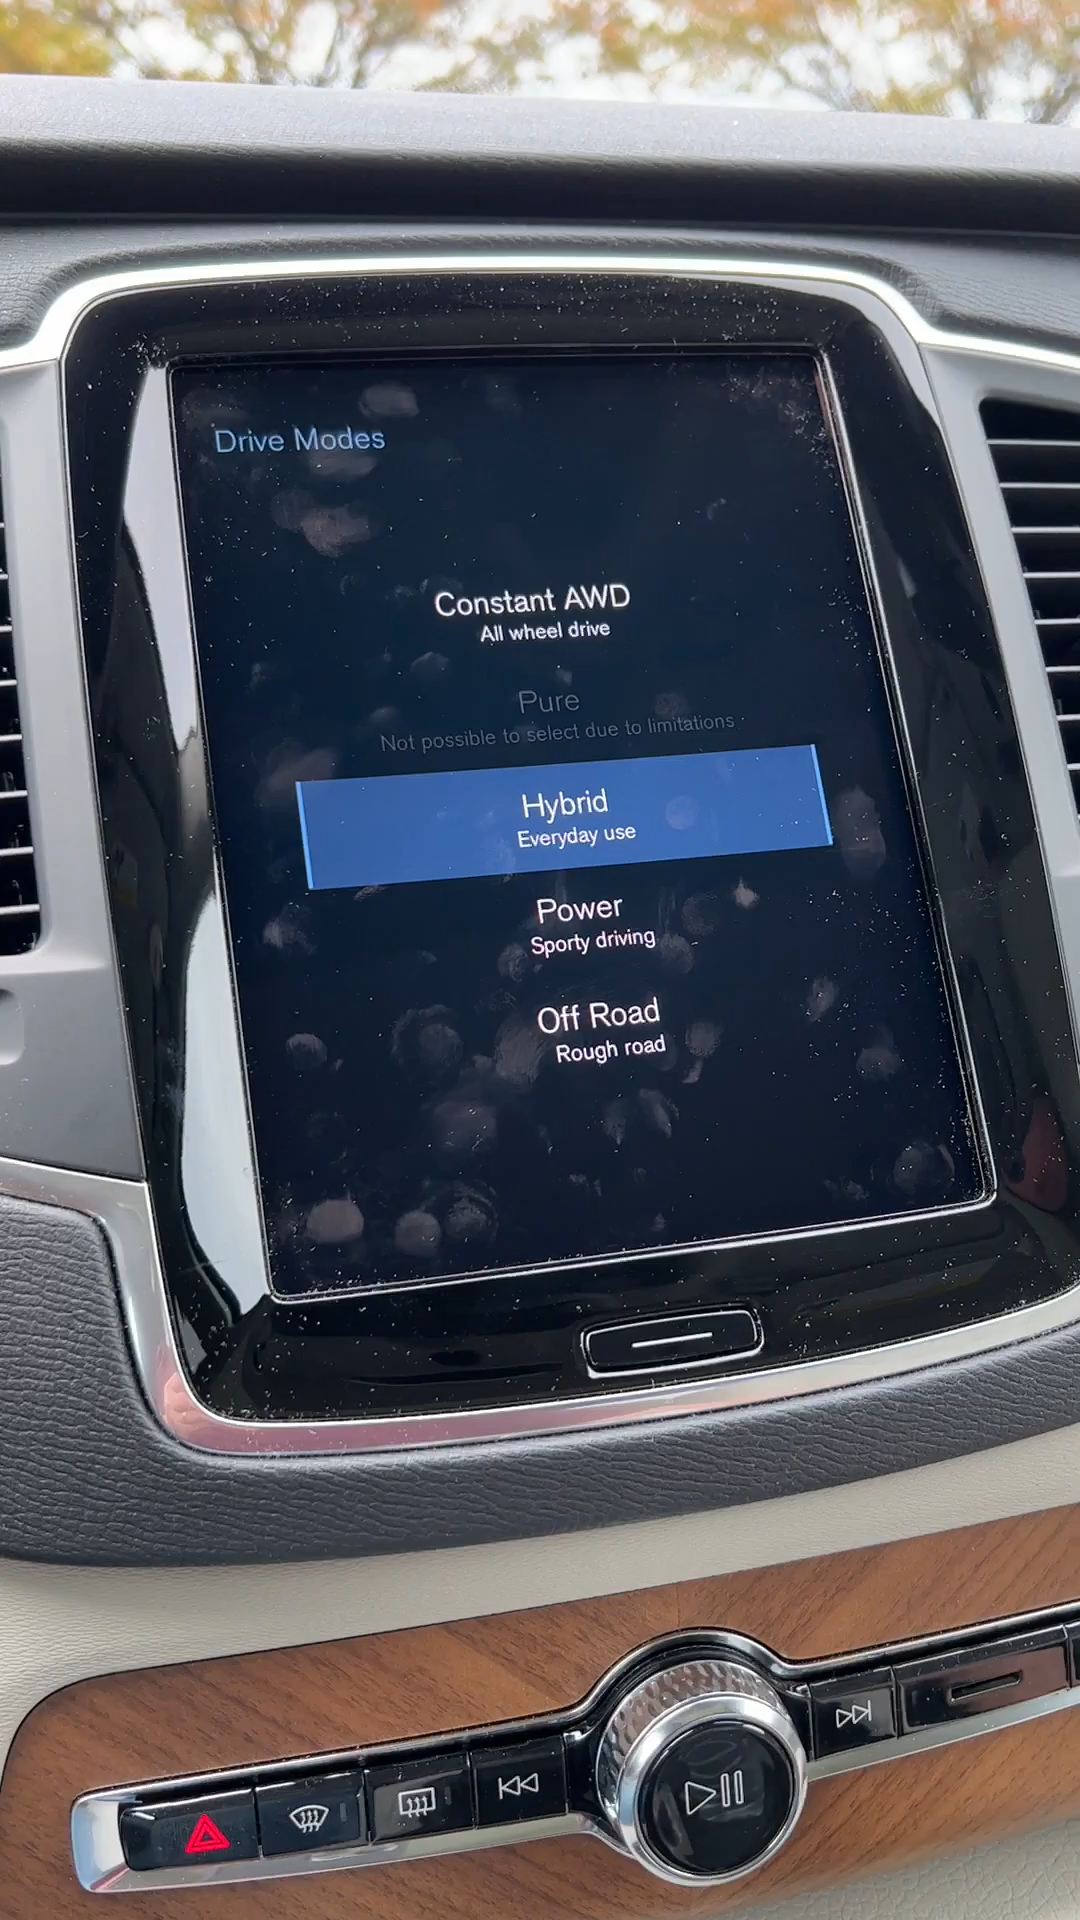 Drive Modes
Constant AWD
All wheel drive
Pure
Not possible to select due to limitations
Hybrid
Everyday use
Power
Sporty driving
Off Road
Rough road